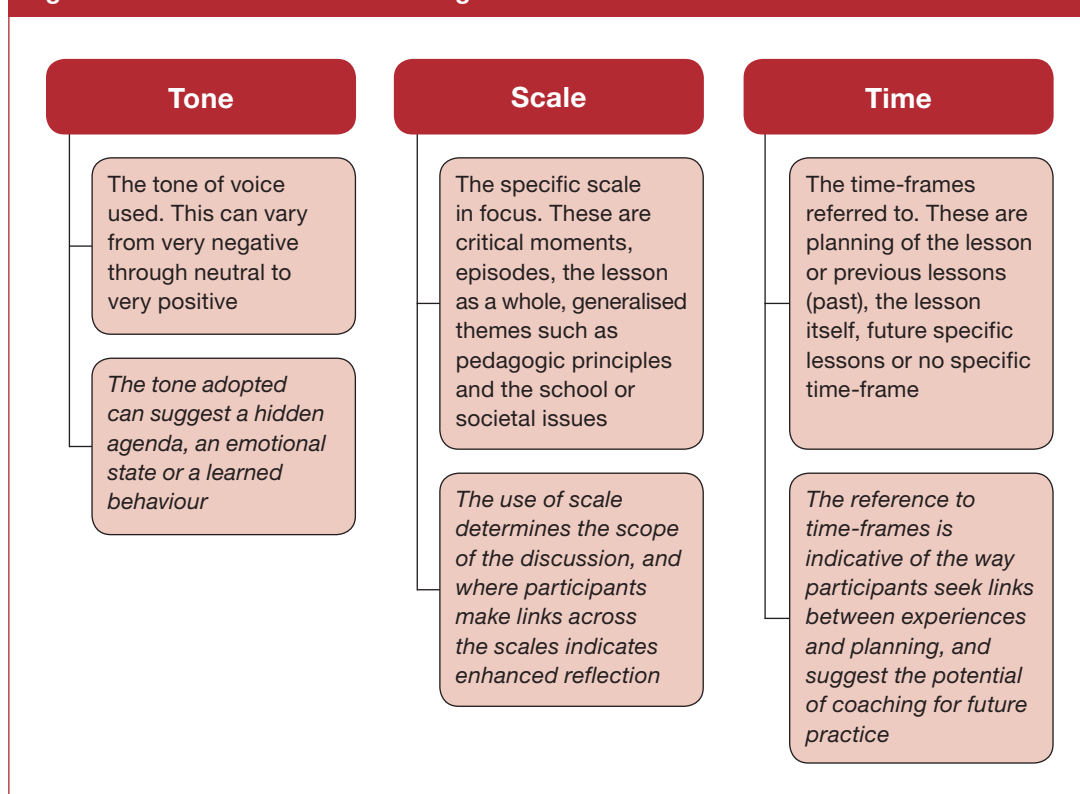 Tone
The tone of voice
used. This can vary
from very negative
through neutral to
very positive
The tone adopted
can suggest a hidden
agenda, an emotional
state or a learned
behaviour
Scale
The specific scale
in focus. These are
critical moments,
episodes, the lesson
as a whole, generalised
themes such as
pedagogic principles
and the school or
societal issues
The use of scale
determines the scope
of the discussion, and
where participants
make links across
the scales indicates
enhanced reflection
Time
The time-frames
referred to. These are
planning of the lesson
or previous lessons
(past), the lesson
itself, future specific
lessons or no specific
time-frame
The reference to
time-frames is
indicative of the way
participants seek links
between experiences
and planning, and
suggest the potential
of coaching for future
practice